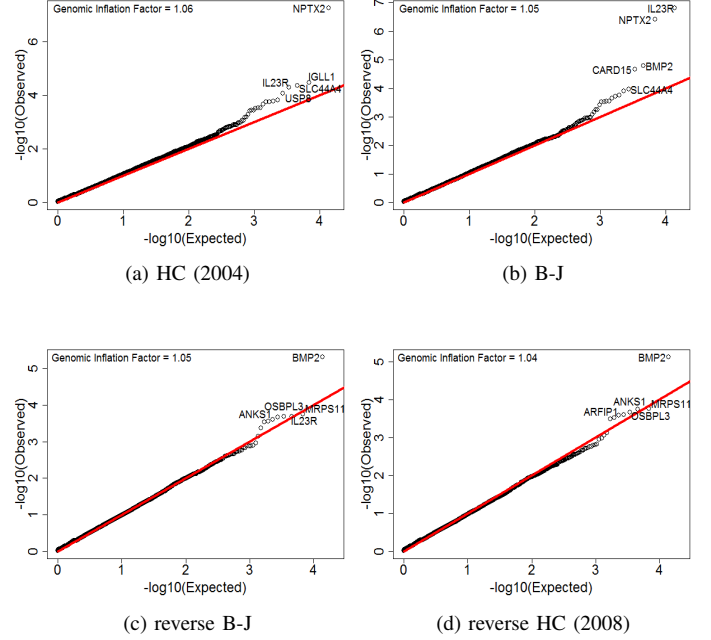 Genomic Inflation Factor = 1.06
NPTX2
IGLL1
IL23R
SLC44A4
USP8
0 2 4 6
-log10(Observed)
0 1 2 3 4
-log10(Expected)
(a) HC (2004)
Genomic Inflation Factor = 1.05
IL23R
NPTX2
BMP2
CARD15
SLC44A4
0 1 2 3 4 5 6 7
-log10(Observed)
0 1 2 3 4
-log10(Expected)
(b) B-J
Genomic Inflation Factor = 1.05
BMP2
OSBPL3
MRPS11
ANKS1
IL23R
0 1 2 3 4 5
-log10(Observed)
0 1 2 3 4
-log10(Expected)
(c) reverse B-J
Genomic Inflation Factor = 1.04
BMP2
ANKS1
MRPS11
ARFIP1
OSBPL3
0 1 2 3 4 5
-log10(Observed)
0 1 2 3 4
-log10(Expected)
(d) reverse HC (2008)